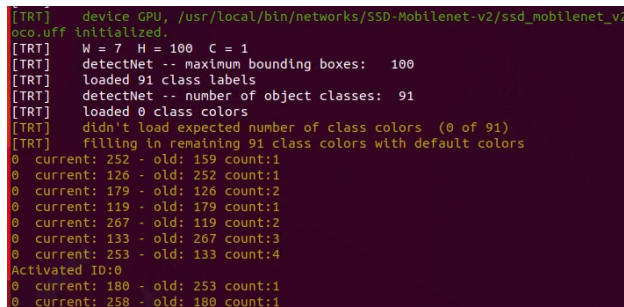 [TRT] device GPU, /usr/local/bin/networks/SSD-Mobilenet-v2/ssd_mobilenet_v2
oco.uff initialized.
[TRT] W = 7 H = 100 C = 1
[TRT] detectNet -- maximum bounding boxes: 100
[TRT] loaded 91 class labels
[TRT] detectNet -- number of object classes: 91
[TRT] loaded 0 class colors
[TRT] didn't load expected number of class colors (0 of 91)
[TRT] filling in remaining 91 class colors with default colors
0 current: 252 - old: 159 count:1
0 current: 126 - old: 252 count:1
0 current: 179 - old: 126 count:2
0 current: 119 - old: 179 count:1
0 current: 267 - old: 119 count:2
0 current: 133 - old: 267 count:3
0 current: 253 - old: 133 count:4
Activated ID:0
0 current: 180 - old: 253 count:1
0 current: 258 - old: 180 count:1